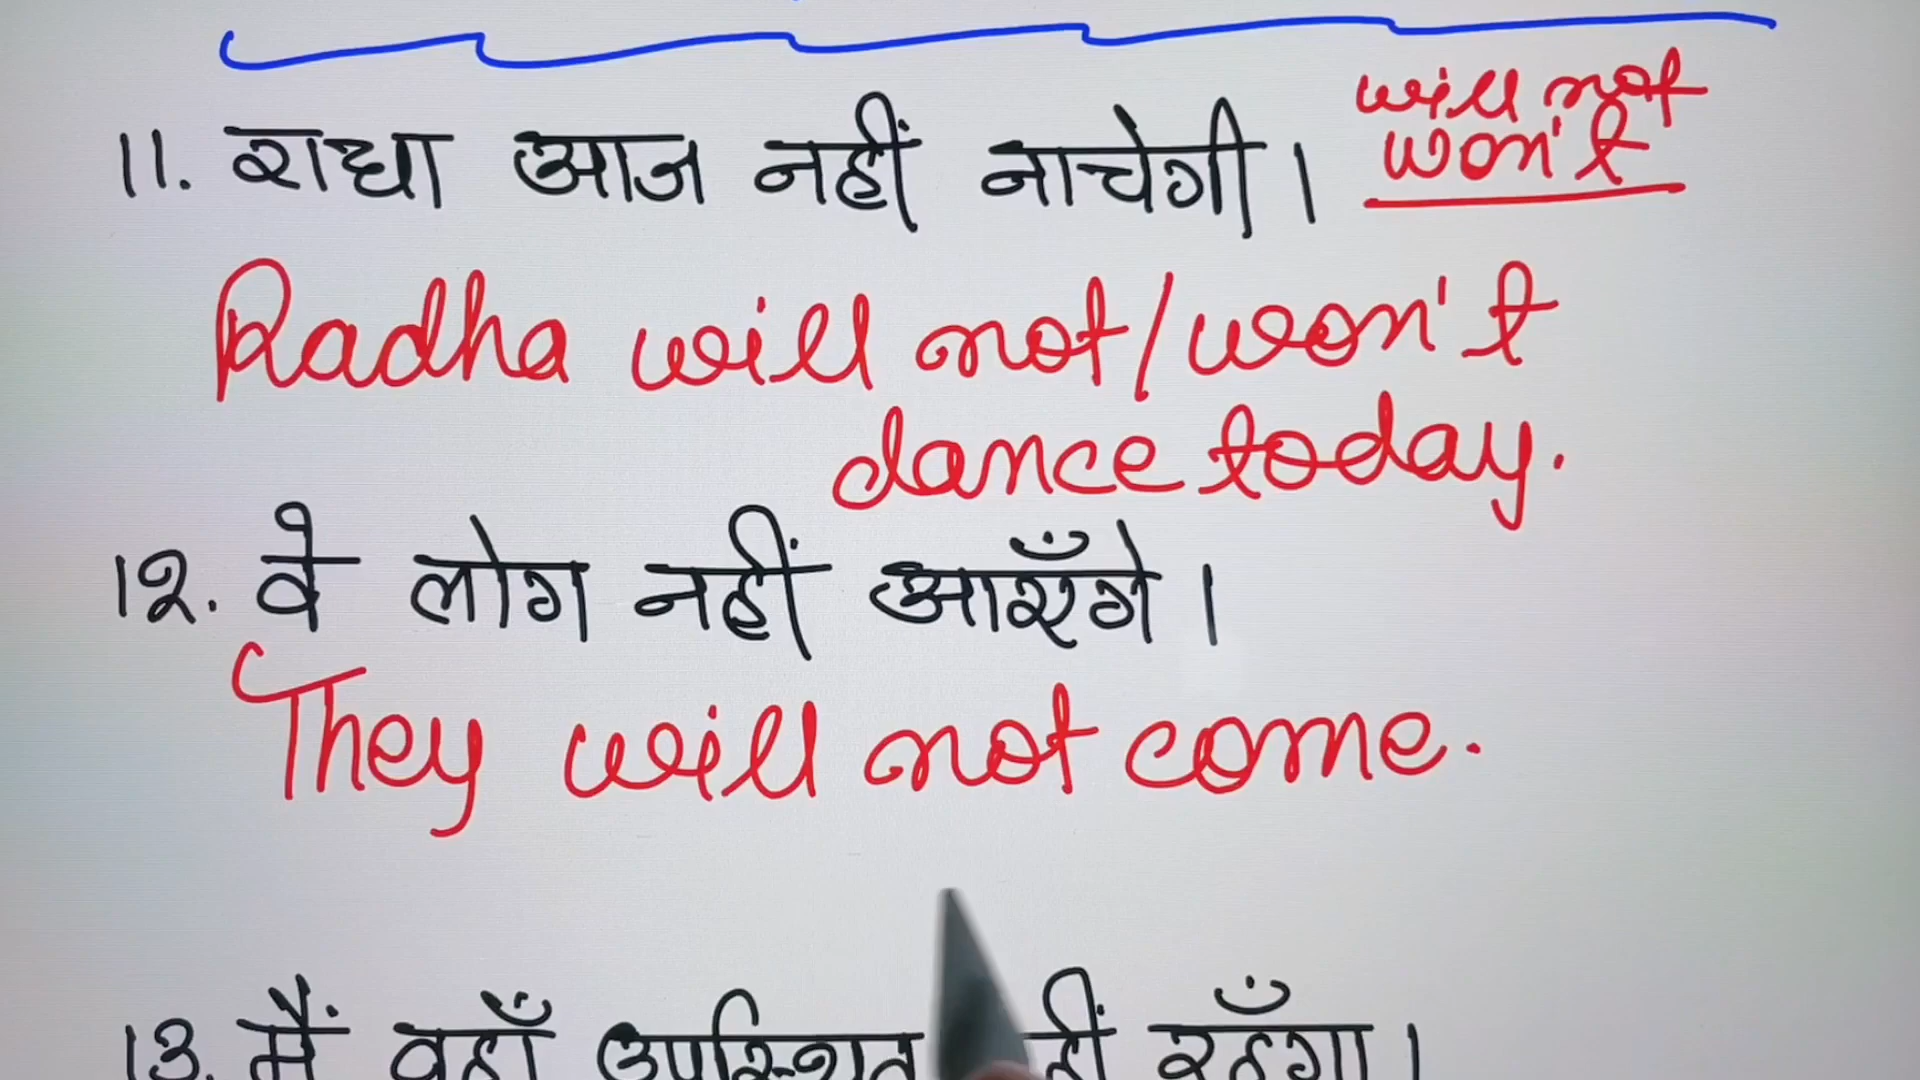 11. राधा आज नहीं नाचेगी। will not
won't
Radha will not/won't
dance today.
12. वे लोग नहीं आएँगे।
They will not come.
13. मैं वहाँ उपस्थित रहूँगा।